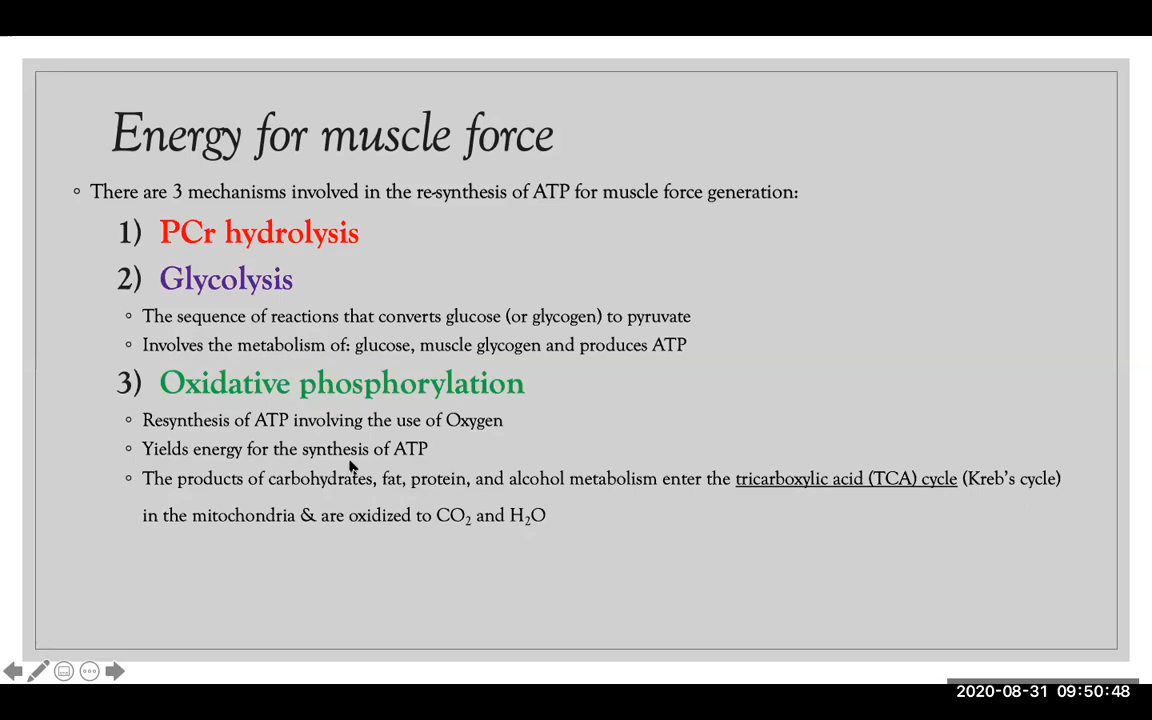 Energy for muscle force
◦ There are 3 mechanisms involved in the re-synthesis of ATP for muscle force generation:
1) PCr hydrolysis
2) Glycolysis
◦ The sequence of reactions that converts glucose (or glycogen) to pyruvate
◦ Involves the metabolism of: glucose, muscle glycogen and produces ATP
3) Oxidative phosphorylation
◦ Resynthesis of ATP involving the use of Oxygen
◦ Yields energy for the synthesis of ATP
◦ The products of carbohydrates, fat, protein, and alcohol metabolism enter the tricarboxylic acid (TCA) cycle (Kreb's cycle)
in the mitochondria & are oxidized to CO₂ and H₂O
2020-08-31 09:50:48